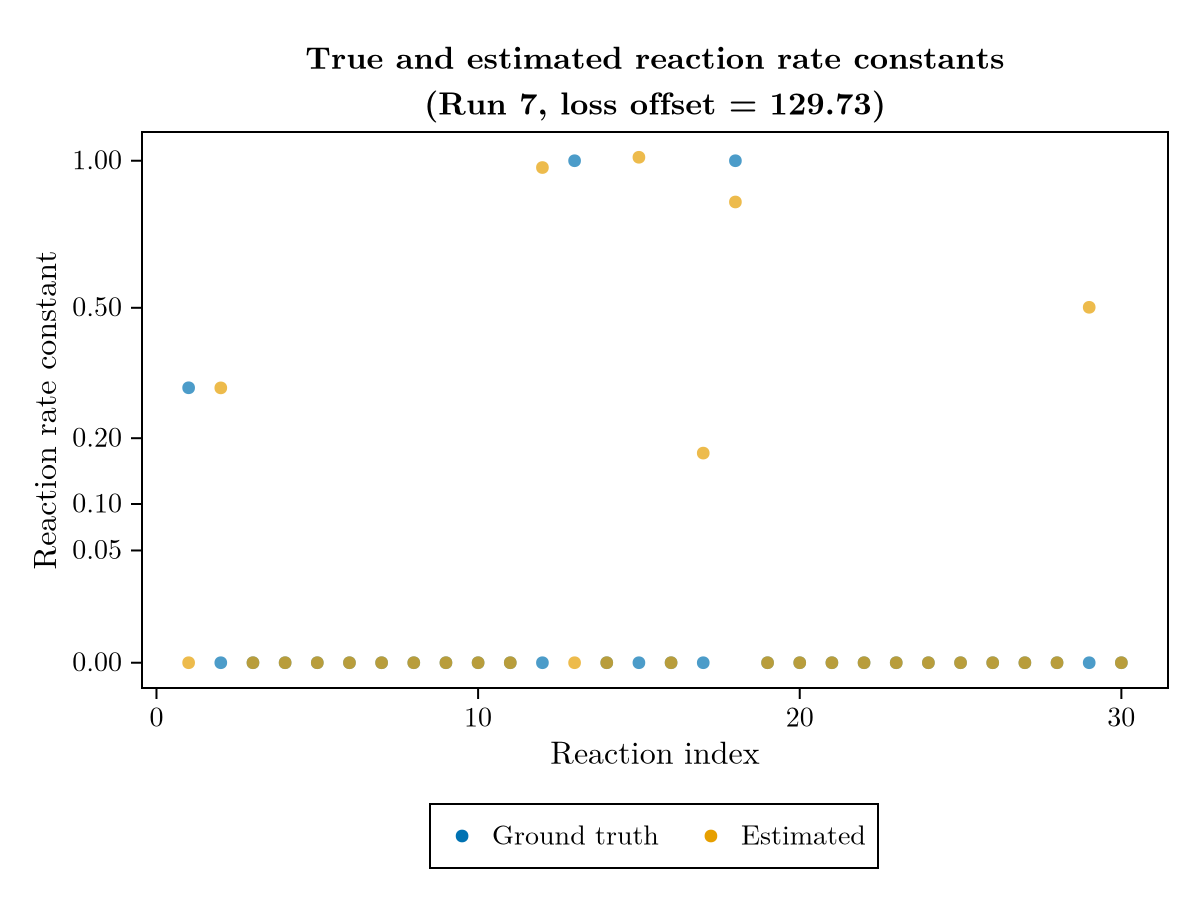 True and estimated reaction rate constants
(Run 7, loss offset = 129.73)
Reaction rate constant
1.00
0.50
0.20
0.10
0.05
0.00
0
10
20
30
Reaction index
Ground truth
Estimated